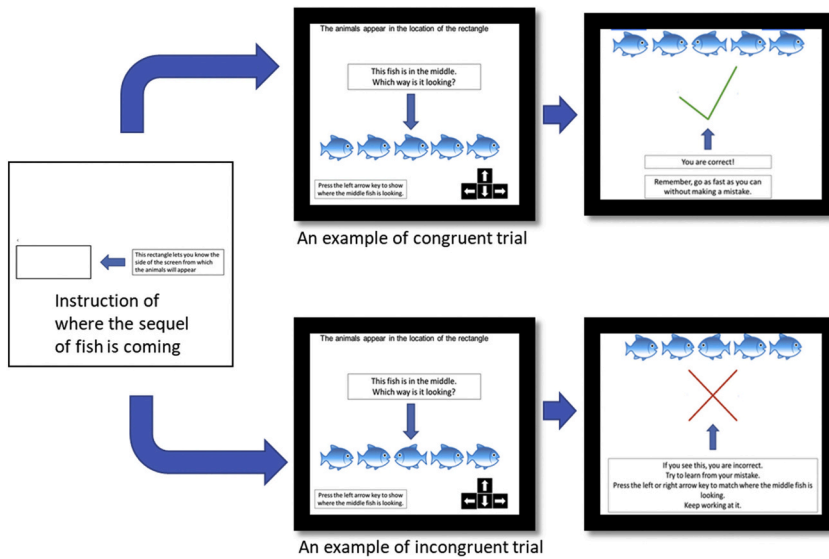 The animals appear in the location of the rectangle
This fish is in the middle.
Which way is it looking?
Press the left arrow key to show
where the middle fish is looking.
An example of congruent trial
You are correct!
Remember, go as fast as you can
without making a mistake.
This rectangle lets you know the
side of the screen from which
the animals will appear
Instruction of
where the sequel
of fish is coming
The animals appear in the location of the rectangle
This fish is in the middle.
Which way is it looking?
Press the left arrow key to show
where the middle fish is looking.
An example of incongruent trial
If you see this, you are incorrect.
Try to learn from your mistake.
Press the left or right arrow key to match where the middle fish is
looking.
Keep working at it.